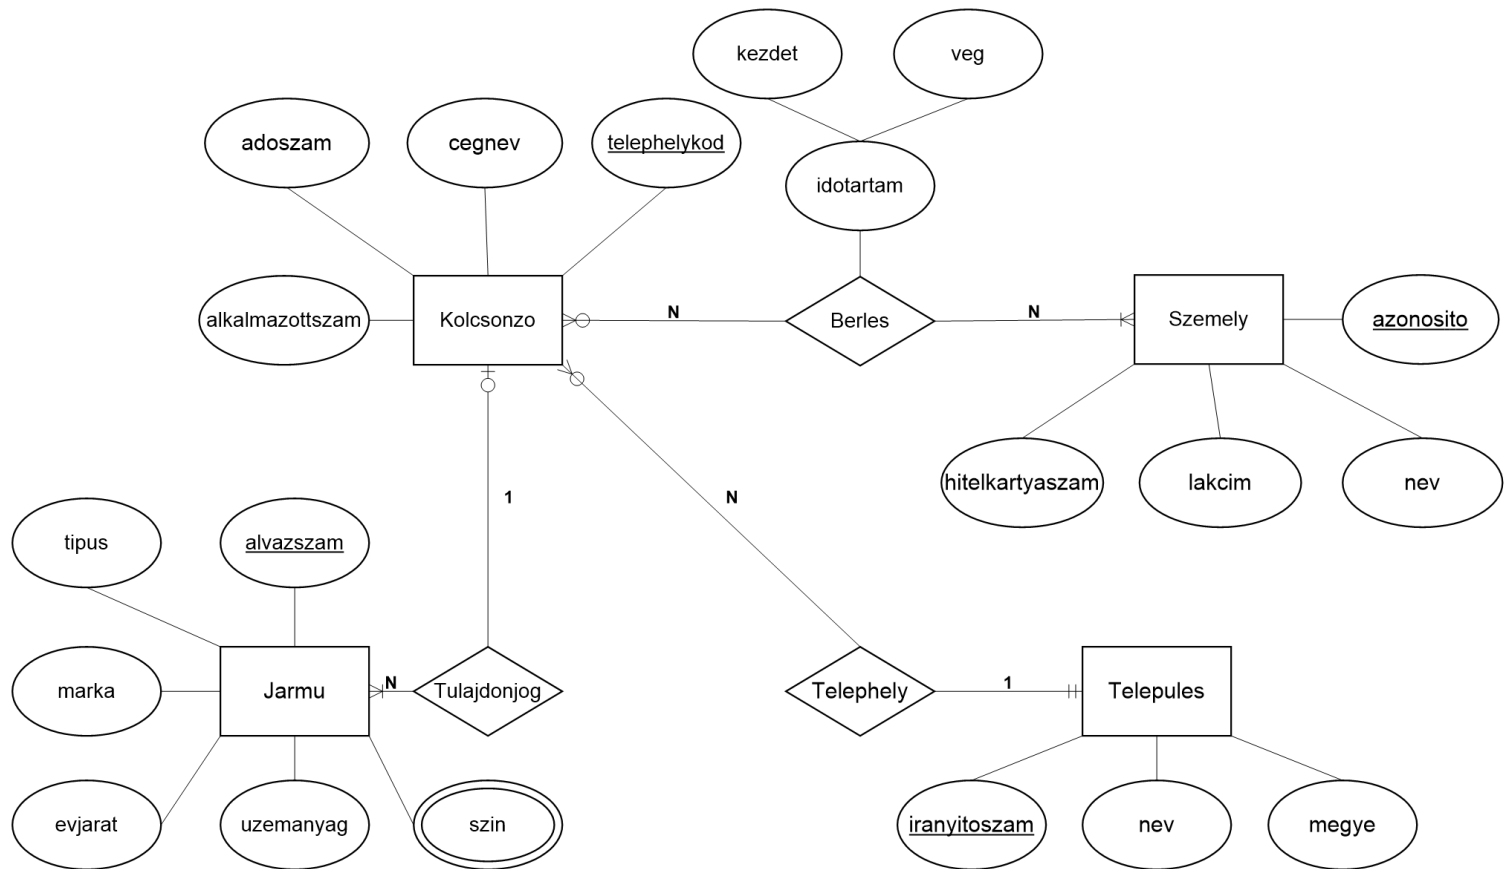 kezdet
veg
adoszam
cegnev
telephelykod
idotartam
alkalmazottszam
Kolcsonzo
N
Berles
N
Szemely
azonosito
hitelkartyaszam
lakcim
nev
1
N
tipus
alvazszam
marka
Jarmu
N
Tulajdonjog
Telephely
1
Telepules
evjarat
uzemanyag
szin
iranyitoszam
nev
megye